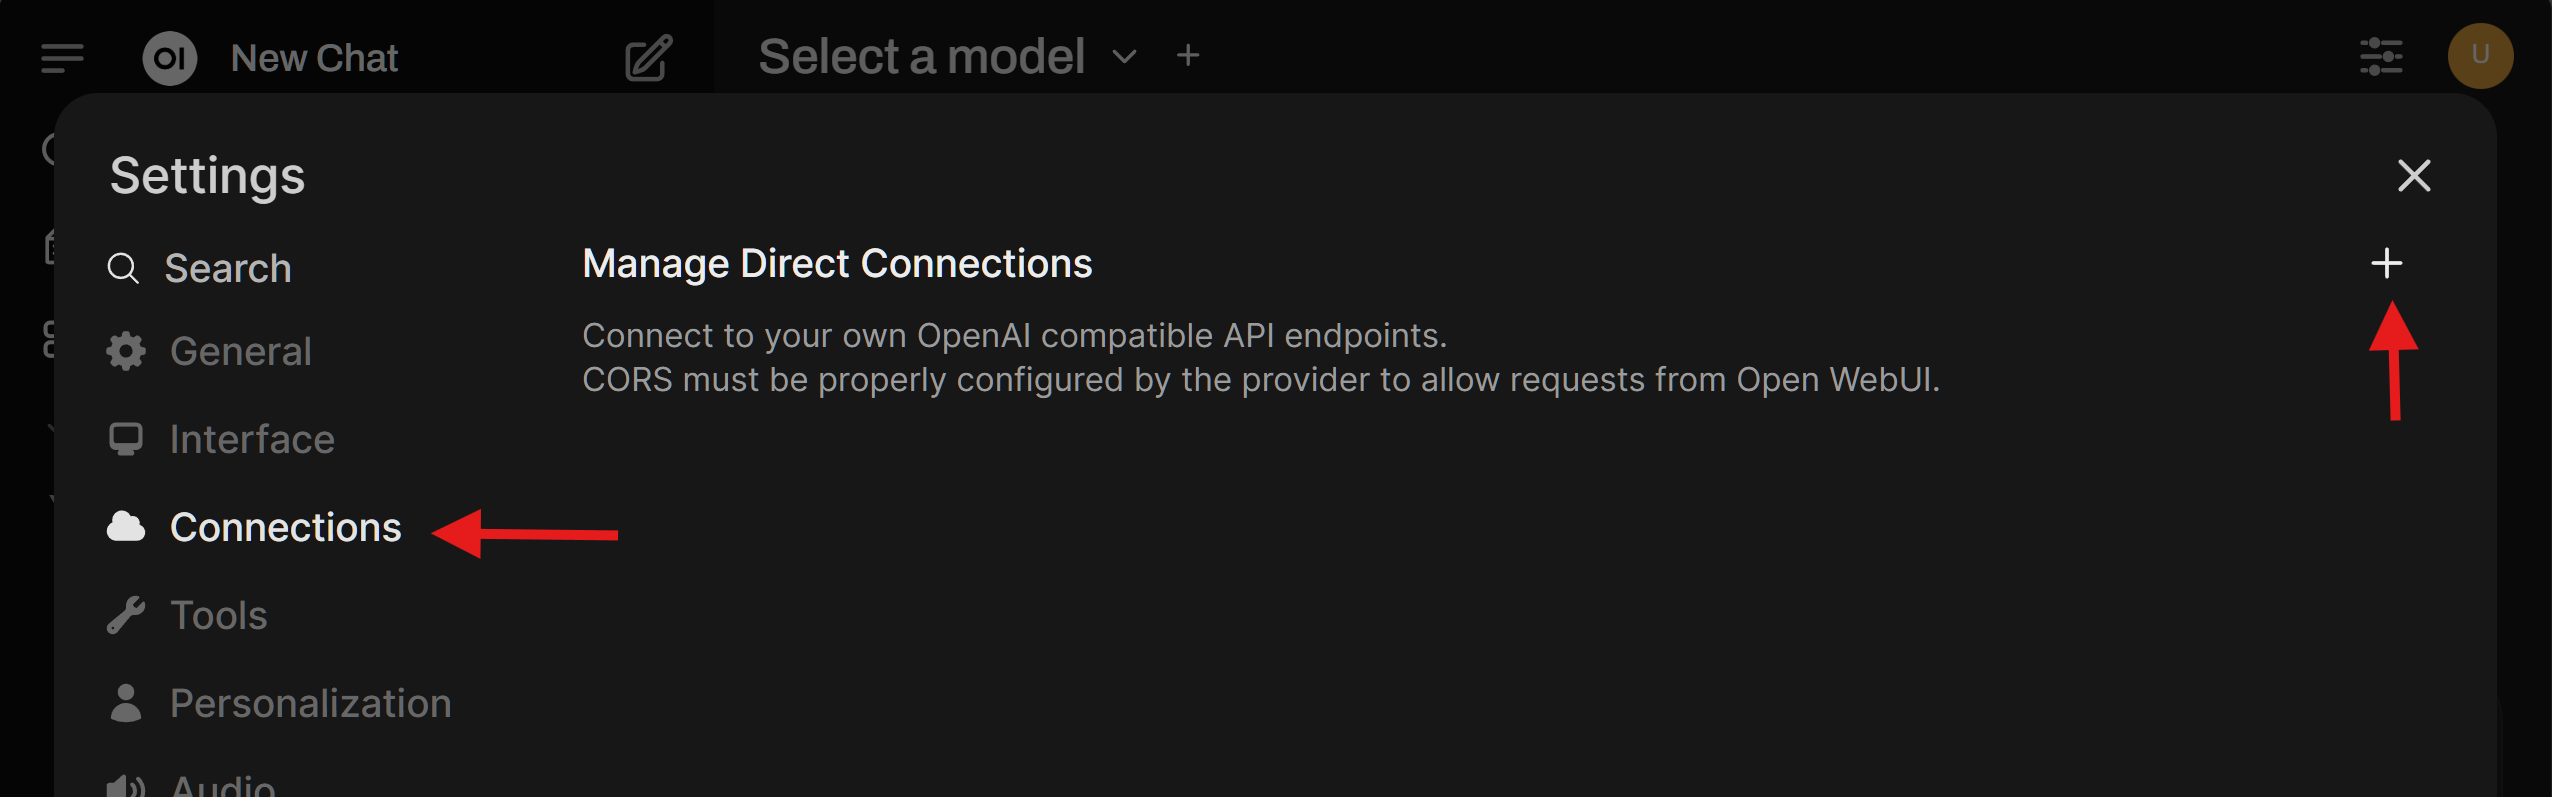 OI New Chat
Select a model
U
Settings
Search
General
Interface
Connections
Tools
Personalization
Audio
Manage Direct Connections
Connect to your own OpenAI compatible API endpoints.
CORS must be properly configured by the provider to allow requests from Open WebUI.